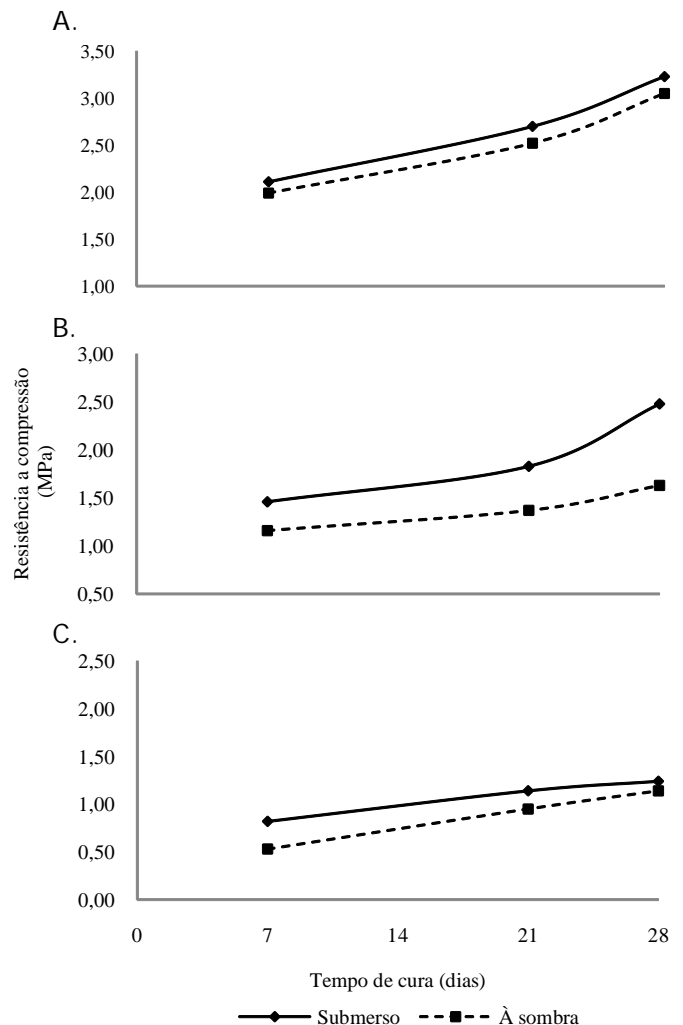 A.
3,50
3,00
2,50
2,00
1,50
1,00
B.
3,00
2,50
2,00
1,50
1,00
0,50
Resistência a compressão
(MPa)
C.
2,50
2,00
1,50
1,00
0,50
0,00
0 7 14 21 28
Tempo de cura (dias)
Submerso À sombra